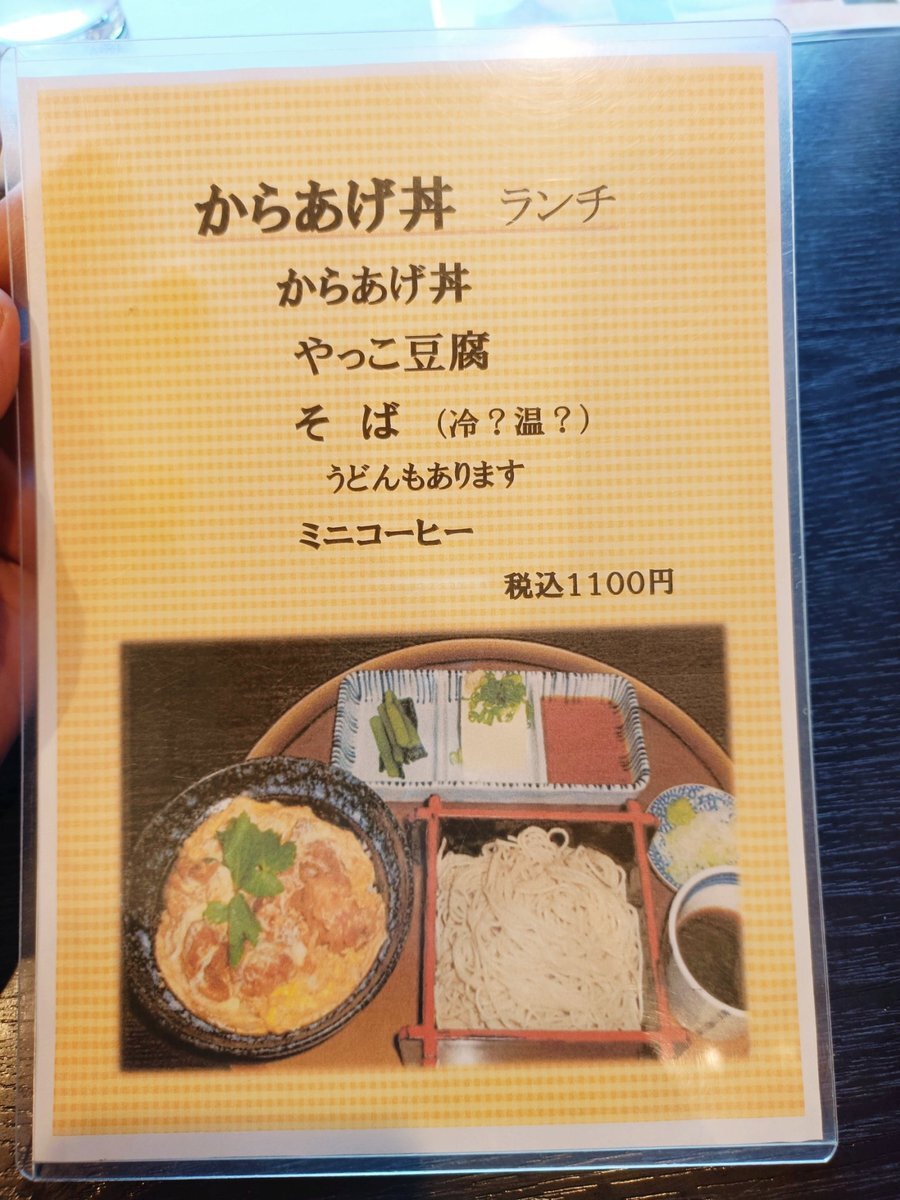 からあげ丼 ランチ
からあげ丼
やっこ豆腐
そ ば (冷?温?)
うどんもあります
ミニコーヒー
税込1100円